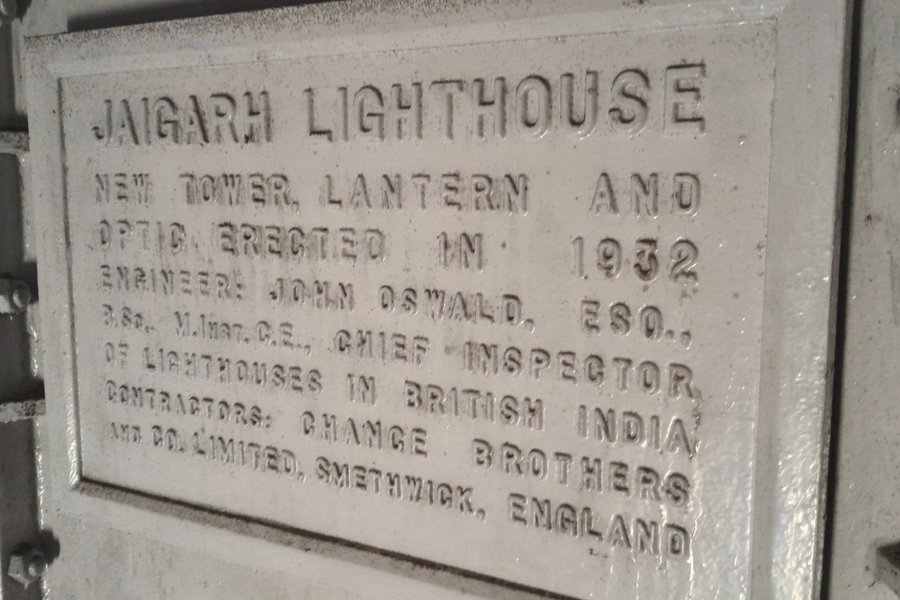 JAIGARH LIGHTHOUSE
NEW TOWER, LANTERN AND
OPTIC, ERECTED IN 1932
ENGINEER: JOHN OSWALD, ESQ.,
B.Sc., M.Inst.C.E., CHIEF INSPECTOR,
OF LIGHTHOUSES IN BRITISH INDIA,
CONTRACTORS: CHANCE BROTHERS
AND CO. LIMITED, SMETHWICK, ENGLAND